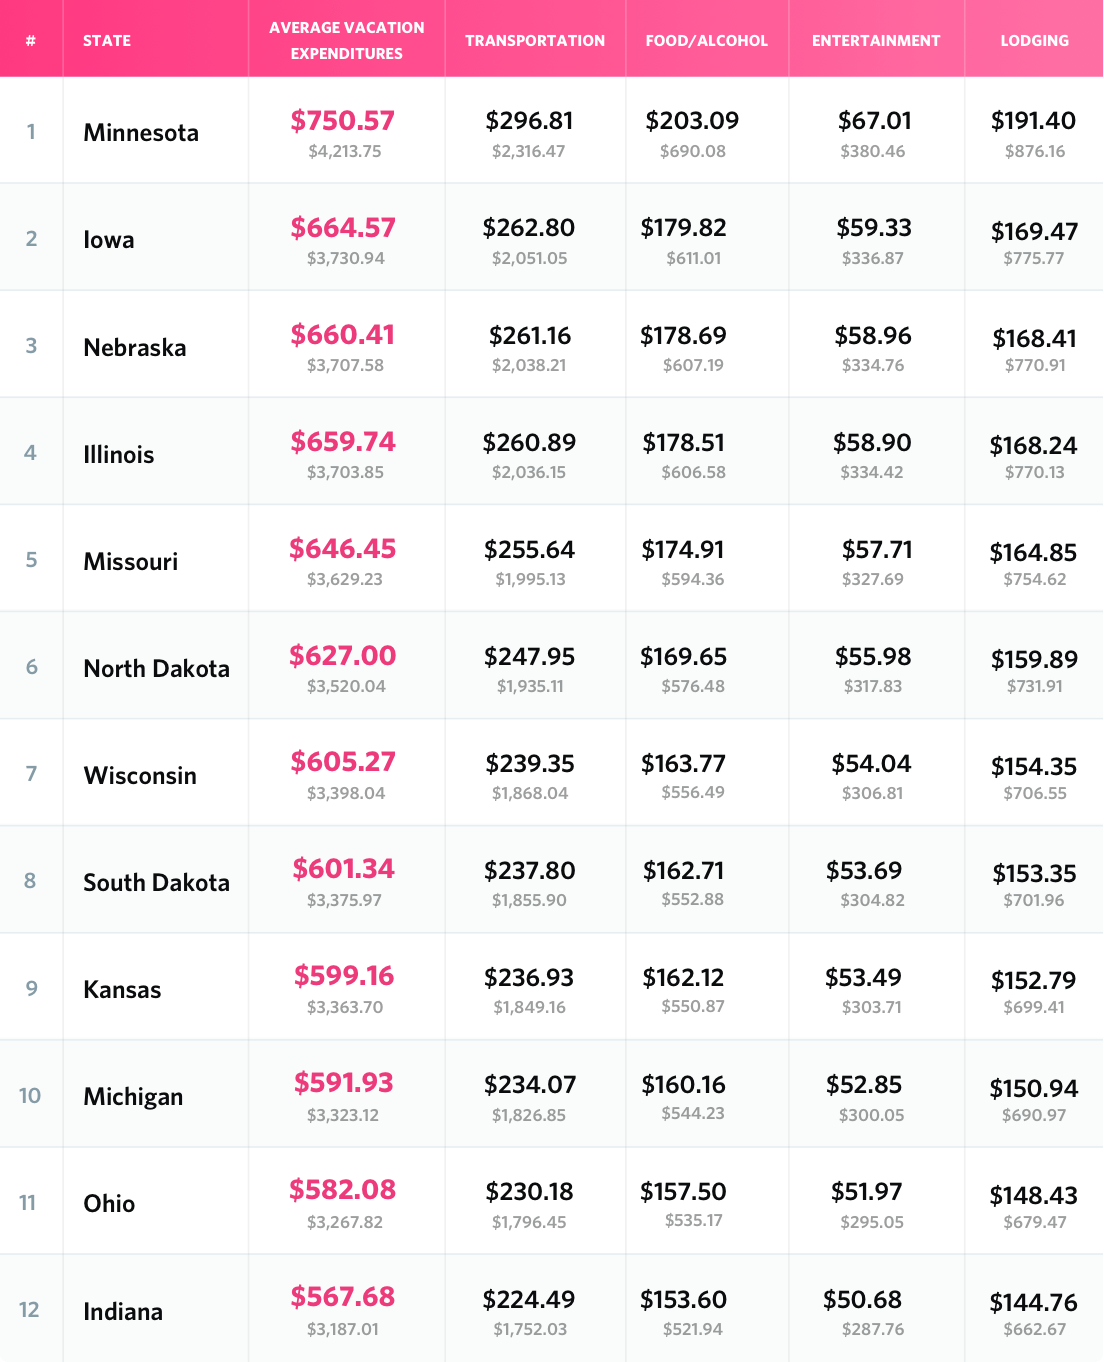 # STATE AVERAGE VACATION EXPENDITURES TRANSPORTATION FOOD/ALCOHOL ENTERTAINMENT LODGING
1 Minnesota $750.57 $296.81 $203.09 $67.01 $191.40
$4,213.75 $2,316.47 $690.08 $380.46 $876.16
2 Iowa $664.57 $262.80 $179.82 $59.33 $169.47
$3,730.94 $2,051.05 $611.01 $336.87 $775.77
3 Nebraska $660.41 $261.16 $178.69 $58.96 $168.41
$3,707.58 $2,038.21 $607.19 $334.76 $770.91
4 Illinois $659.74 $260.89 $178.51 $58.90 $168.24
$3,703.85 $2,036.15 $606.58 $334.42 $770.13
5 Missouri $646.45 $255.64 $174.91 $57.71 $164.85
$3,629.23 $1,995.13 $594.36 $327.69 $754.62
6 North Dakota $627.00 $247.95 $169.65 $55.98 $159.89
$3,520.04 $1,935.11 $576.48 $317.83 $731.91
7 Wisconsin $605.27 $239.35 $163.77 $54.04 $154.35
$3,398.04 $1,868.04 $556.49 $306.81 $706.55
8 South Dakota $601.34 $237.80 $162.71 $53.69 $153.35
$3,375.97 $1,855.90 $552.88 $304.82 $701.96
9 Kansas $599.16 $236.93 $162.12 $53.49 $152.79
$3,363.70 $1,849.16 $550.87 $303.71 $699.41
10 Michigan $591.93 $234.07 $160.16 $52.85 $150.94
$3,323.12 $1,826.85 $544.23 $300.05 $690.97
11 Ohio $582.08 $230.18 $157.50 $51.97 $148.43
$3,267.82 $1,796.45 $535.17 $295.05 $679.47
12 Indiana $567.68 $224.49 $153.60 $50.68 $144.76
$3,187.01 $1,752.03 $521.94 $287.76 $662.67